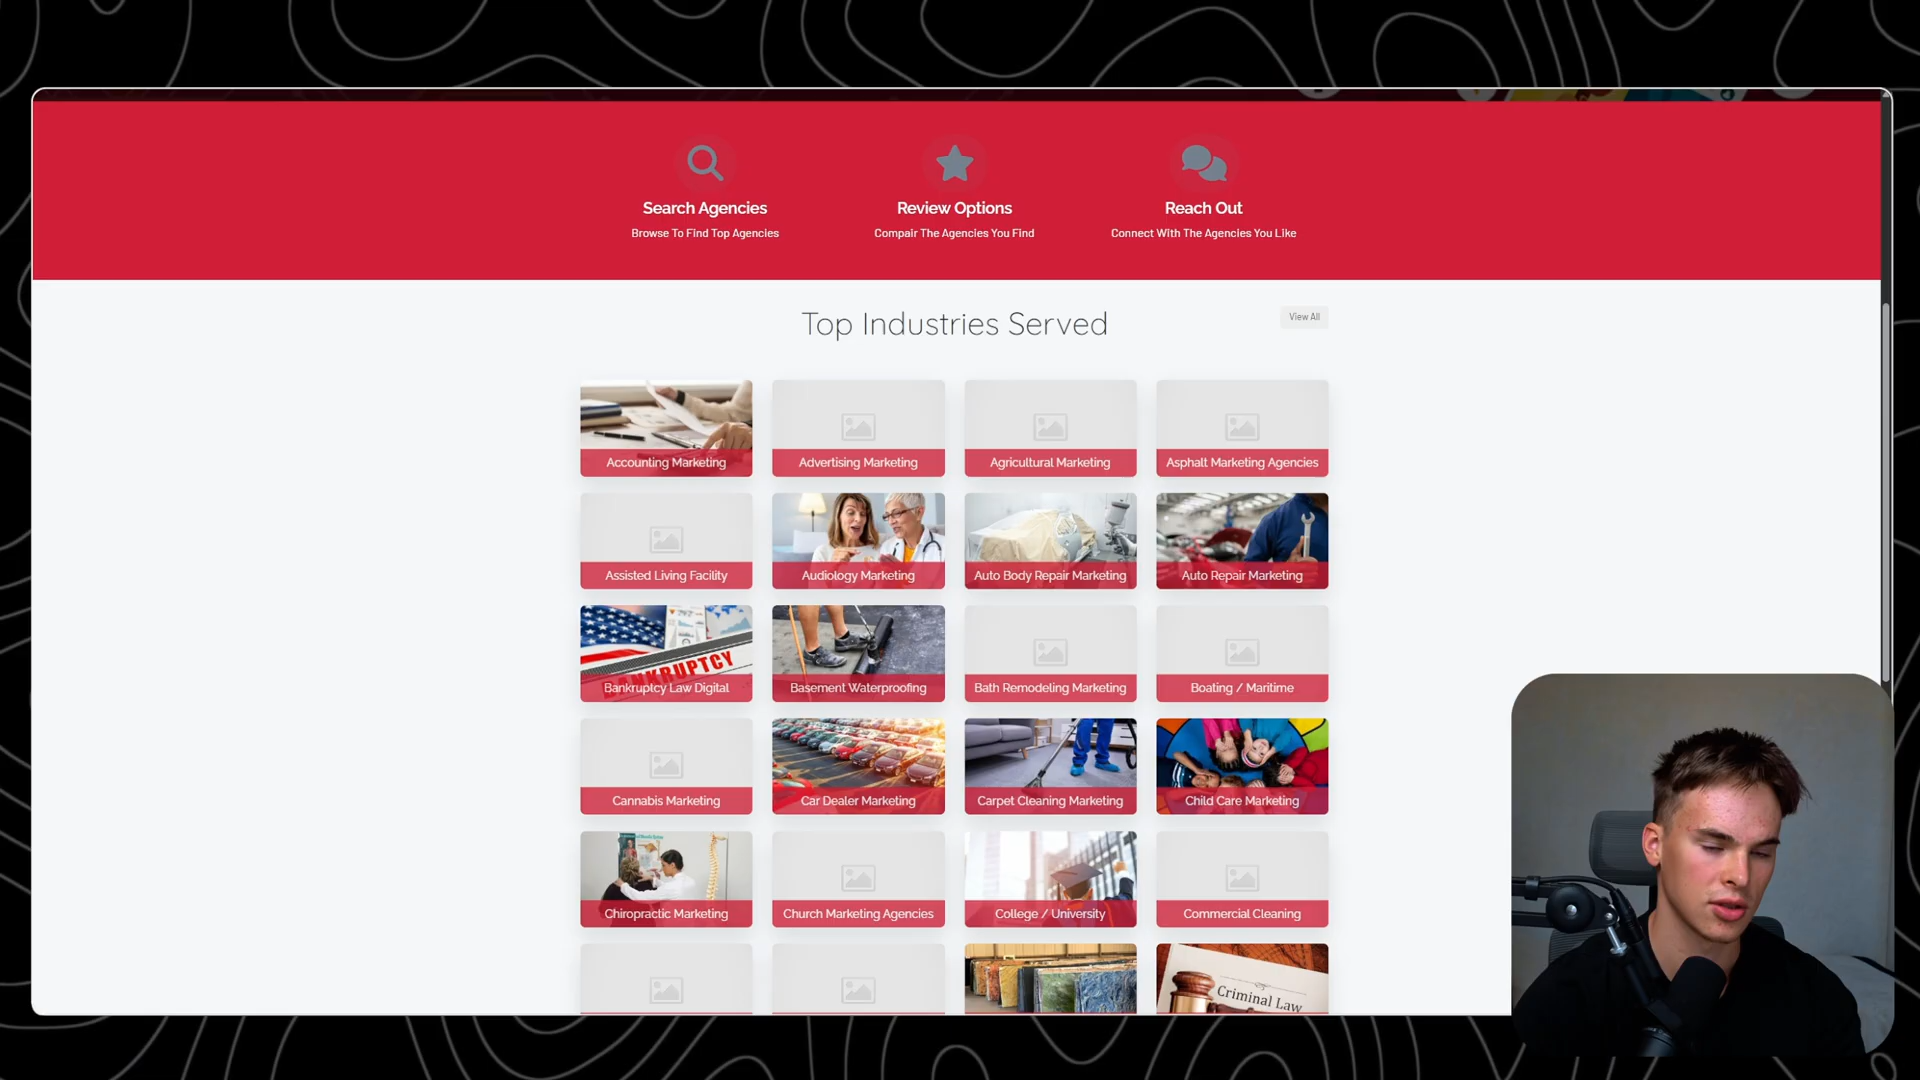 Search Agencies
Browse To Find Top Agencies
Review Options
Compair The Agencies You Find
Reach Out
Connect With The Agencies You Like
Top Industries Served
View All
Accounting Marketing
Advertising Marketing
Agricultural Marketing
Asphalt Marketing Agencies
Assisted Living Facility
Audiology Marketing
Auto Body Repair Marketing
Auto Repair Marketing
BANKRUPTCY
Bankruptcy Law Digital
Basement Waterproofing
Bath Remodeling Marketing
Boating / Maritime
Cannabis Marketing
Car Dealer Marketing
Carpet Cleaning Marketing
Child Care Marketing
Chiropractic Marketing
Church Marketing Agencies
College / University
Commercial Cleaning
Criminal Law